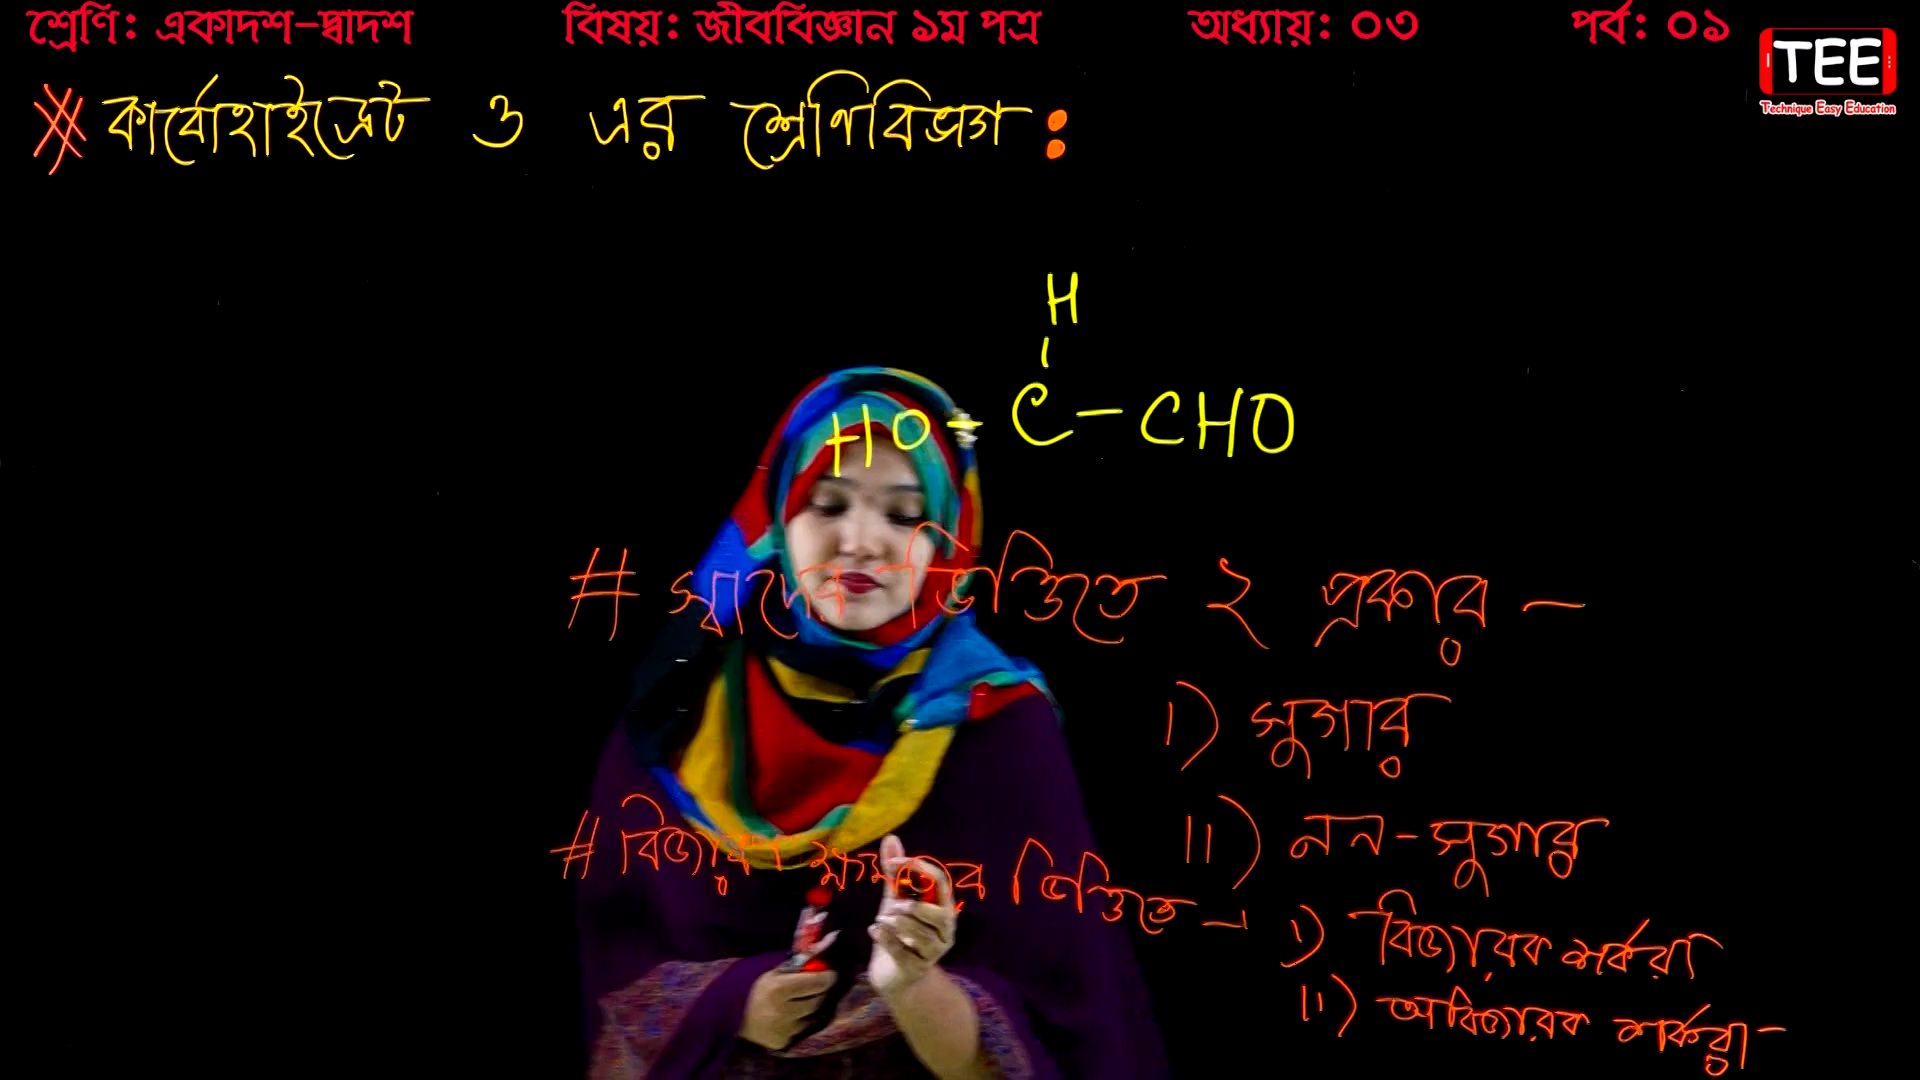 শ্রেণি: একাদশ-দ্বাদশ বিষয়: জীববিজ্ঞান ১ম পত্র অধ্যায়: ০৩ পর্ব: ০১
TEE
Technique Easy Education
※ কার্বোহাইড্রেট ও এর শ্রেণিবিভাগ :
H
HO - C - CHO
# স্বাদের ভিত্তিতে ২ প্রকার -
i) সুগার
ii) নন-সুগার
# বিজারণ ক্ষমতার ভিত্তিতে -
i) বিজারক শর্করা
ii) অবিজারক শর্করা -